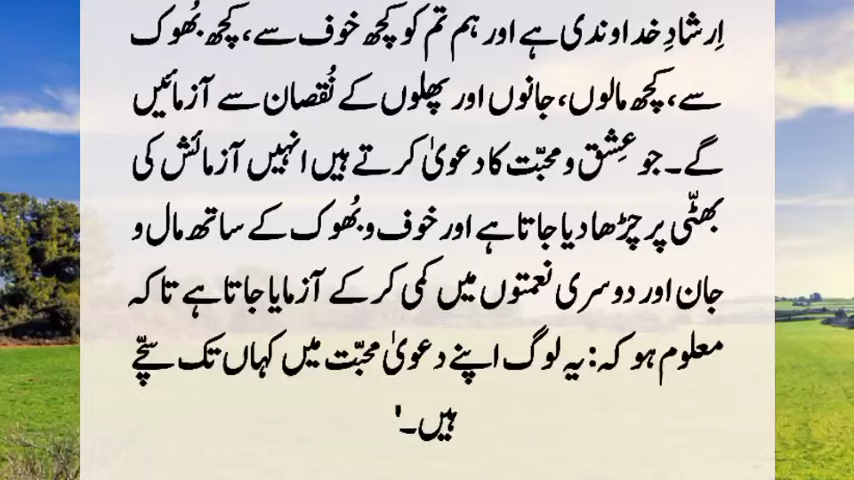 اِرشادِ خداوندی ہے اور ہم تم کو کچھ خوف سے، کچھ بُھوک
سے، کچھ مالوں، جانوں اور پھلوں کے نُقصان سے آزمائیں
گے۔ جو عِشق و محبّت کا دعویٰ کرتے ہیں انہیں آزمائش کی
بھٹّی پر چڑھا دیا جاتا ہے اور خوف و بُھوک کے ساتھ مال و
جان اور دوسری نعمتوں میں کمی کر کے آزمایا جاتا ہے تا کہ
معلوم ہو کہ: یہ لوگ اپنے دعویٰ محبّت میں کہاں تک سچّے
ہیں۔'